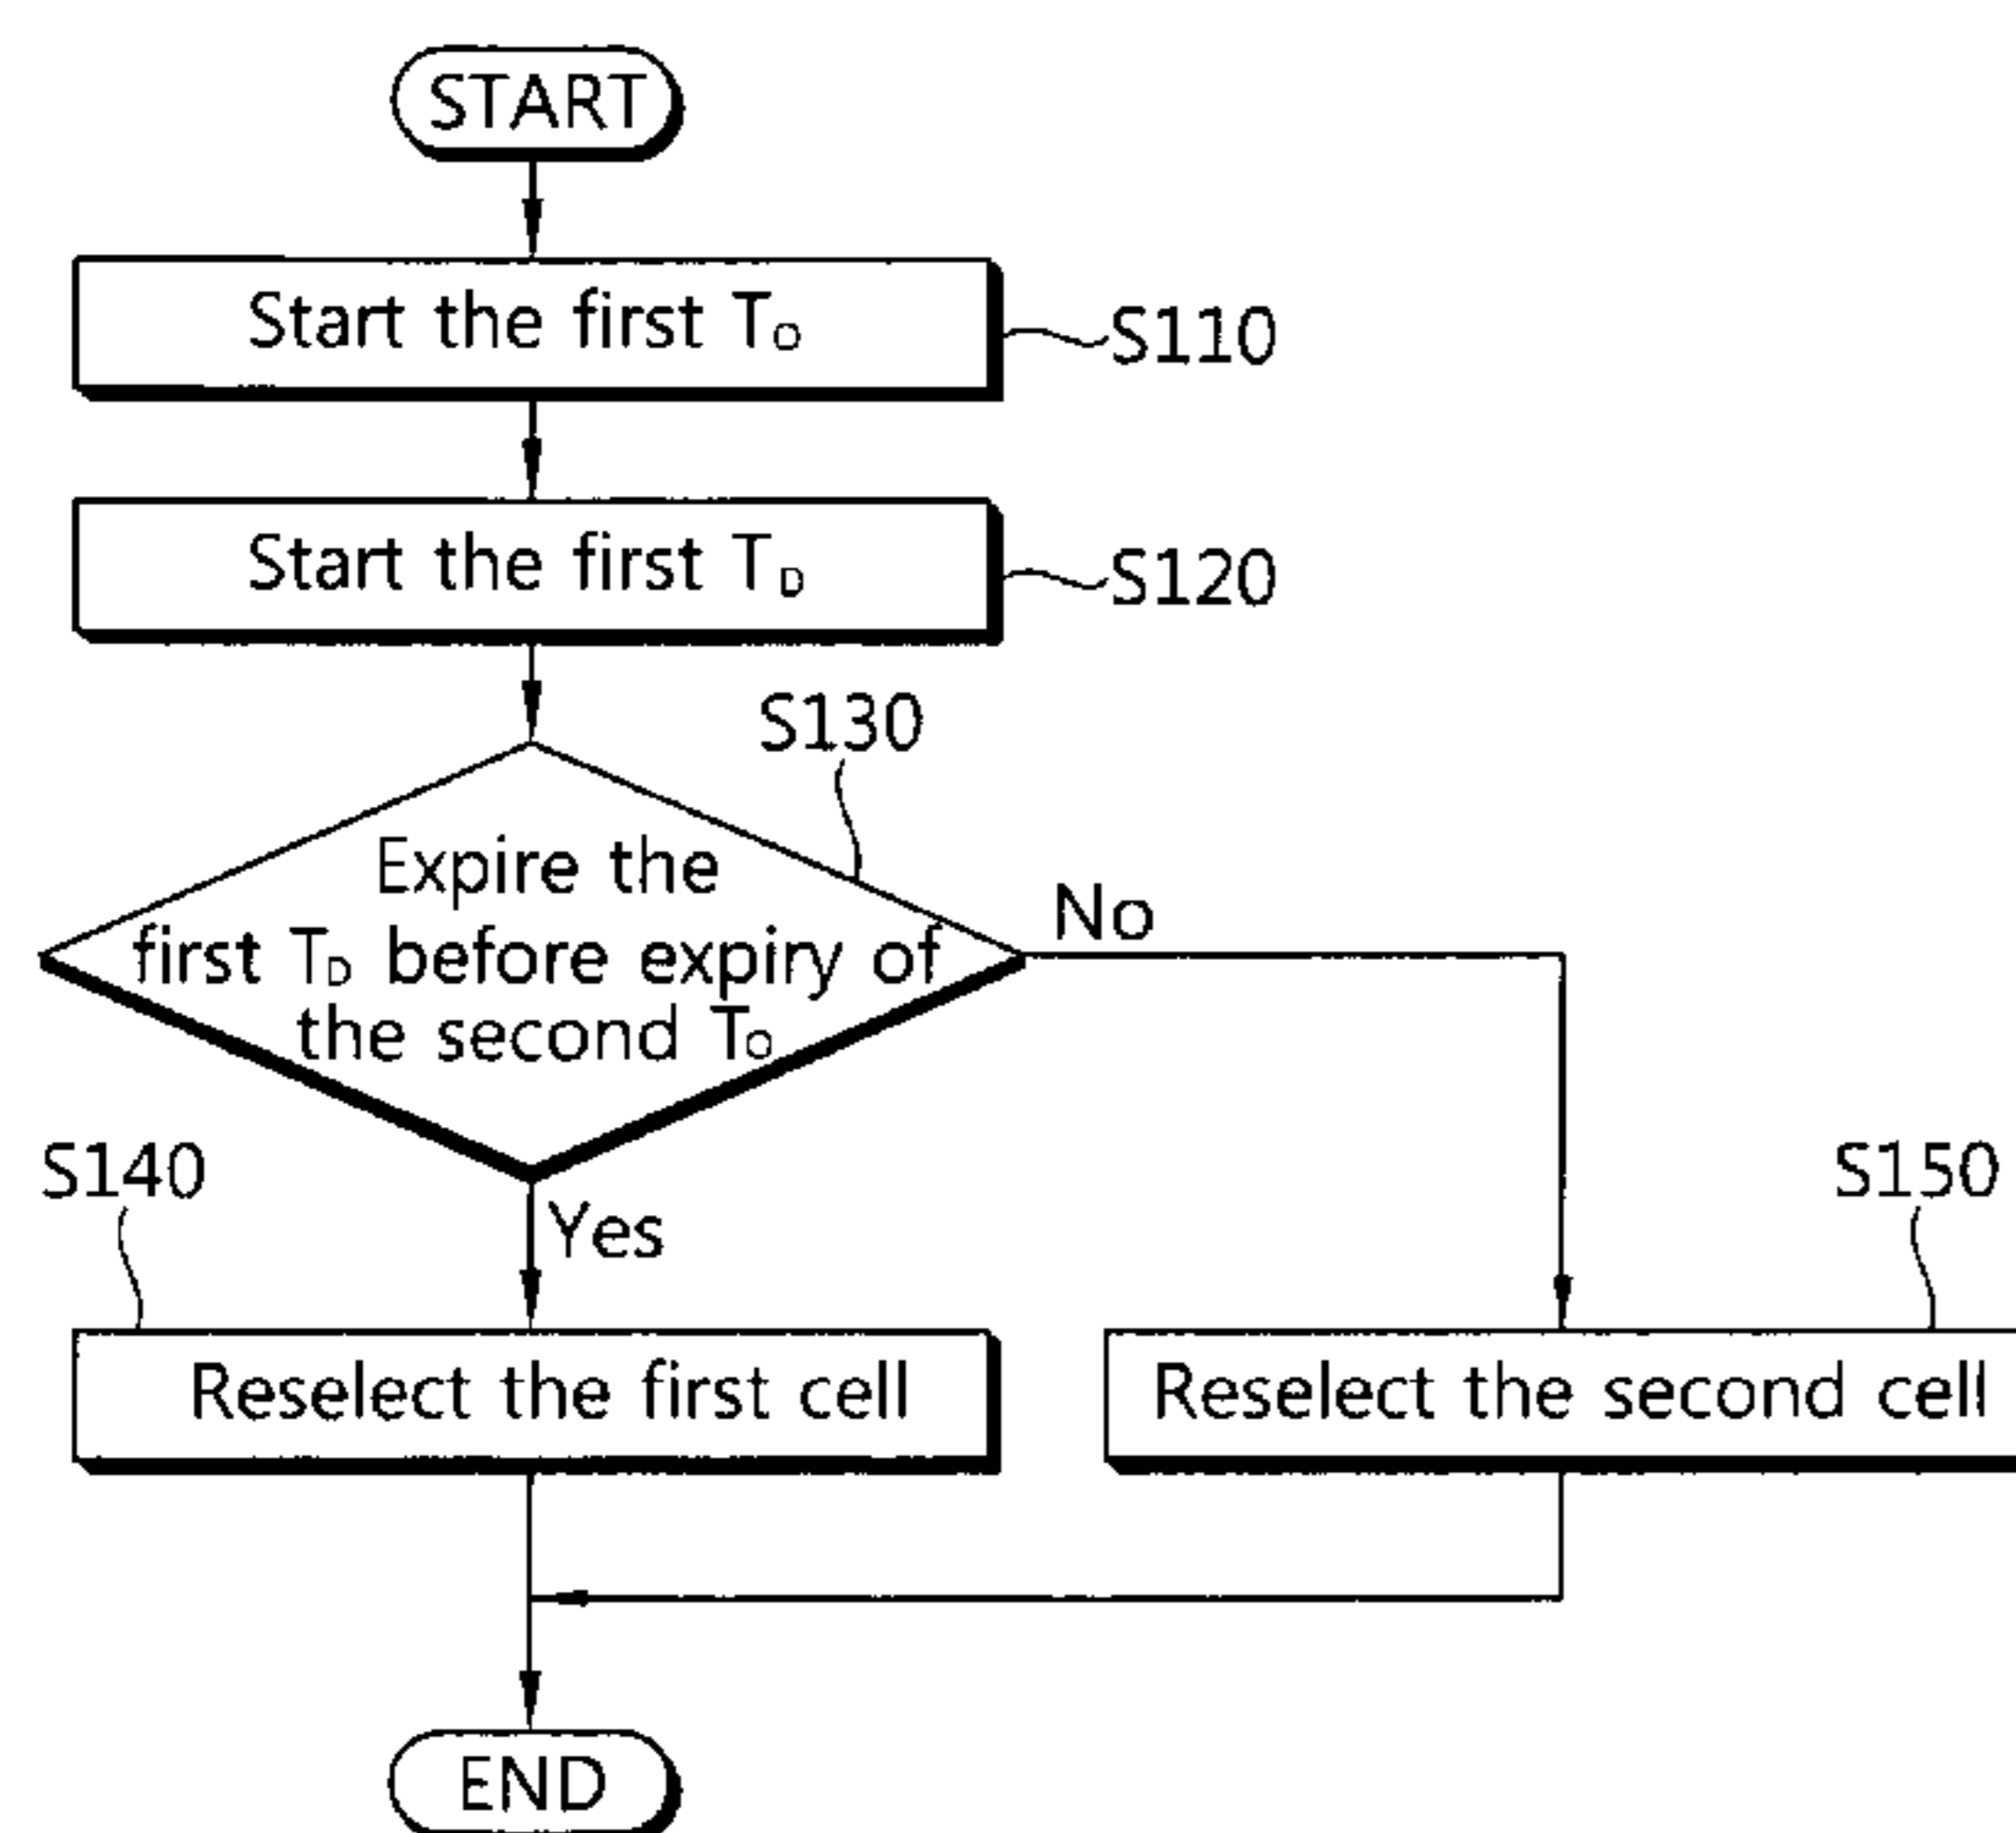 START
Start the first TO
S110
Start the first TD
S120
S130
Expire the
first TD before expiry of
the second TO
No
S140
Yes
S150
Reselect the first cell
Reselect the second cell
END